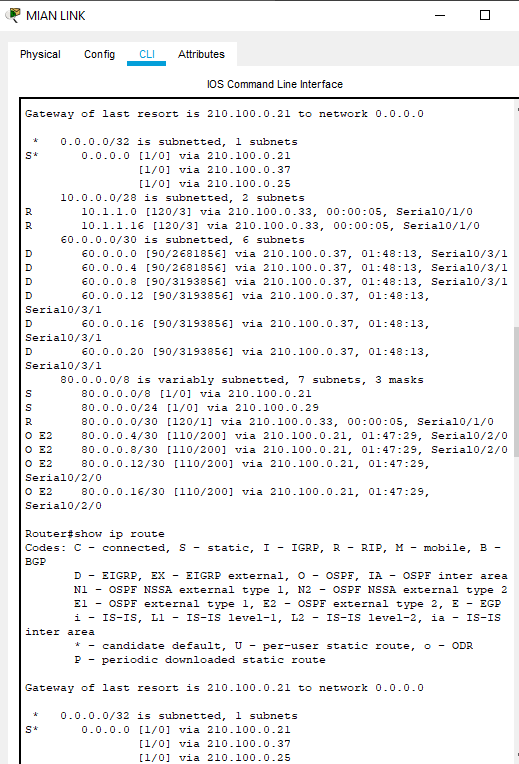 MIAN LINK
Physical Config CLI Attributes
IOS Command Line Interface
Gateway of last resort is 210.100.0.21 to network 0.0.0.0
* 0.0.0.0/32 is subnetted, 1 subnets
S* 0.0.0.0 [1/0] via 210.100.0.21
[1/0] via 210.100.0.37
[1/0] via 210.100.0.25
10.0.0.0/28 is subnetted, 2 subnets
R 10.1.1.0 [120/3] via 210.100.0.33, 00:00:05, Serial0/1/0
R 10.1.1.16 [120/3] via 210.100.0.33, 00:00:05, Serial0/1/0
60.0.0.0/30 is subnetted, 6 subnets
D 60.0.0.0 [90/2681856] via 210.100.0.37, 01:48:13, Serial0/3/1
D 60.0.0.4 [90/2681856] via 210.100.0.37, 01:48:13, Serial0/3/1
D 60.0.0.8 [90/3193856] via 210.100.0.37, 01:48:13, Serial0/3/1
D 60.0.0.12 [90/3193856] via 210.100.0.37, 01:48:13,
Serial0/3/1
D 60.0.0.16 [90/3193856] via 210.100.0.37, 01:48:13,
Serial0/3/1
D 60.0.0.20 [90/3193856] via 210.100.0.37, 01:48:13,
Serial0/3/1
80.0.0.0/8 is variably subnetted, 7 subnets, 3 masks
S 80.0.0.0/8 [1/0] via 210.100.0.21
S 80.0.0.0/24 [1/0] via 210.100.0.29
R 80.0.0.0/30 [120/1] via 210.100.0.33, 00:00:05, Serial0/1/0
O E2 80.0.0.4/30 [110/200] via 210.100.0.21, 01:47:29, Serial0/2/0
O E2 80.0.0.8/30 [110/200] via 210.100.0.21, 01:47:29, Serial0/2/0
O E2 80.0.0.12/30 [110/200] via 210.100.0.21, 01:47:29,
Serial0/2/0
O E2 80.0.0.16/30 [110/200] via 210.100.0.21, 01:47:29,
Serial0/2/0
Router#show ip route
Codes: C - connected, S - static, I - IGRP, R - RIP, M - mobile, B -
BGP
D - EIGRP, EX - EIGRP external, O - OSPF, IA - OSPF inter area
N1 - OSPF NSSA external type 1, N2 - OSPF NSSA external type 2
E1 - OSPF external type 1, E2 - OSPF external type 2, E - EGP
i - IS-IS, L1 - IS-IS level-1, L2 - IS-IS level-2, ia - IS-IS
inter area
* - candidate default, U - per-user static route, o - ODR
P - periodic downloaded static route
Gateway of last resort is 210.100.0.21 to network 0.0.0.0
* 0.0.0.0/32 is subnetted, 1 subnets
S* 0.0.0.0 [1/0] via 210.100.0.21
[1/0] via 210.100.0.37
[1/0] via 210.100.0.25